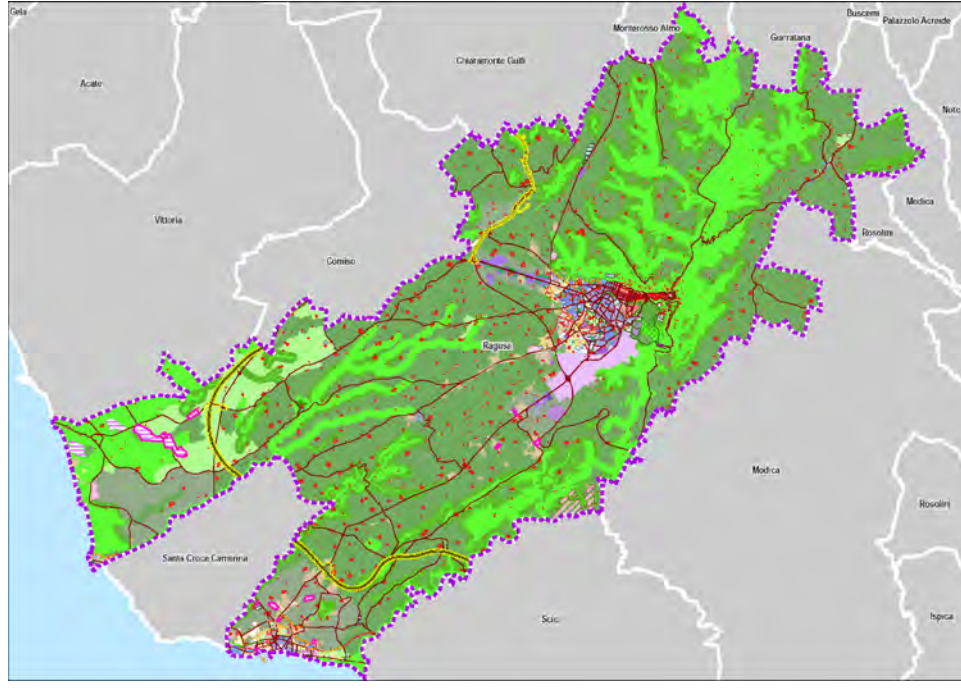 Gela
Monterosso Almo
Buscemi
Palazzolo Acreide
Giarratana
Chiaramonte Gulfi
Acate
Noto
Modica
Vittoria
Rosolini
Comiso
Ragusa
Modica
Rosolini
Santa Croce Camerina
Scicli
Ispica